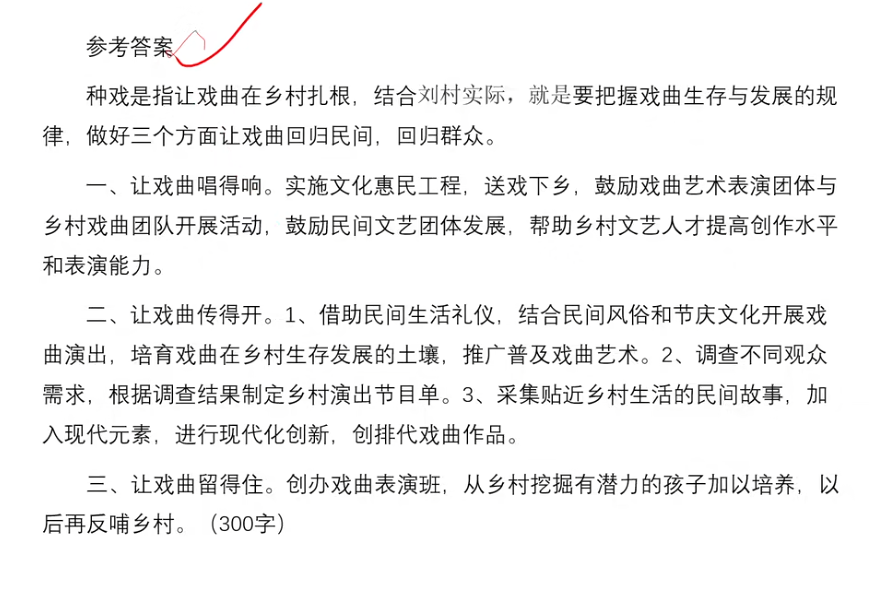 参考答案
种戏是指让戏曲在乡村扎根，结合刘村实际，就是要把握戏曲生存与发展的规
律，做好三个方面让戏曲回归民间，回归群众。
一、让戏曲唱得响。实施文化惠民工程，送戏下乡，鼓励戏曲艺术表演团体与
乡村戏曲团队开展活动，鼓励民间文艺团体发展，帮助乡村文艺人才提高创作水平
和表演能力。
二、让戏曲传得开。1、借助民间生活礼仪，结合民间风俗和节庆文化开展戏
曲演出，培育戏曲在乡村生存发展的土壤，推广普及戏曲艺术。2、调查不同观众
需求，根据调查结果制定乡村演出节目单。3、采集贴近乡村生活的民间故事，加
入现代元素，进行现代化创新，创排代戏曲作品。
三、让戏曲留得住。创办戏曲表演班，从乡村挖掘有潜力的孩子加以培养，以
后再反哺乡村。（300字）